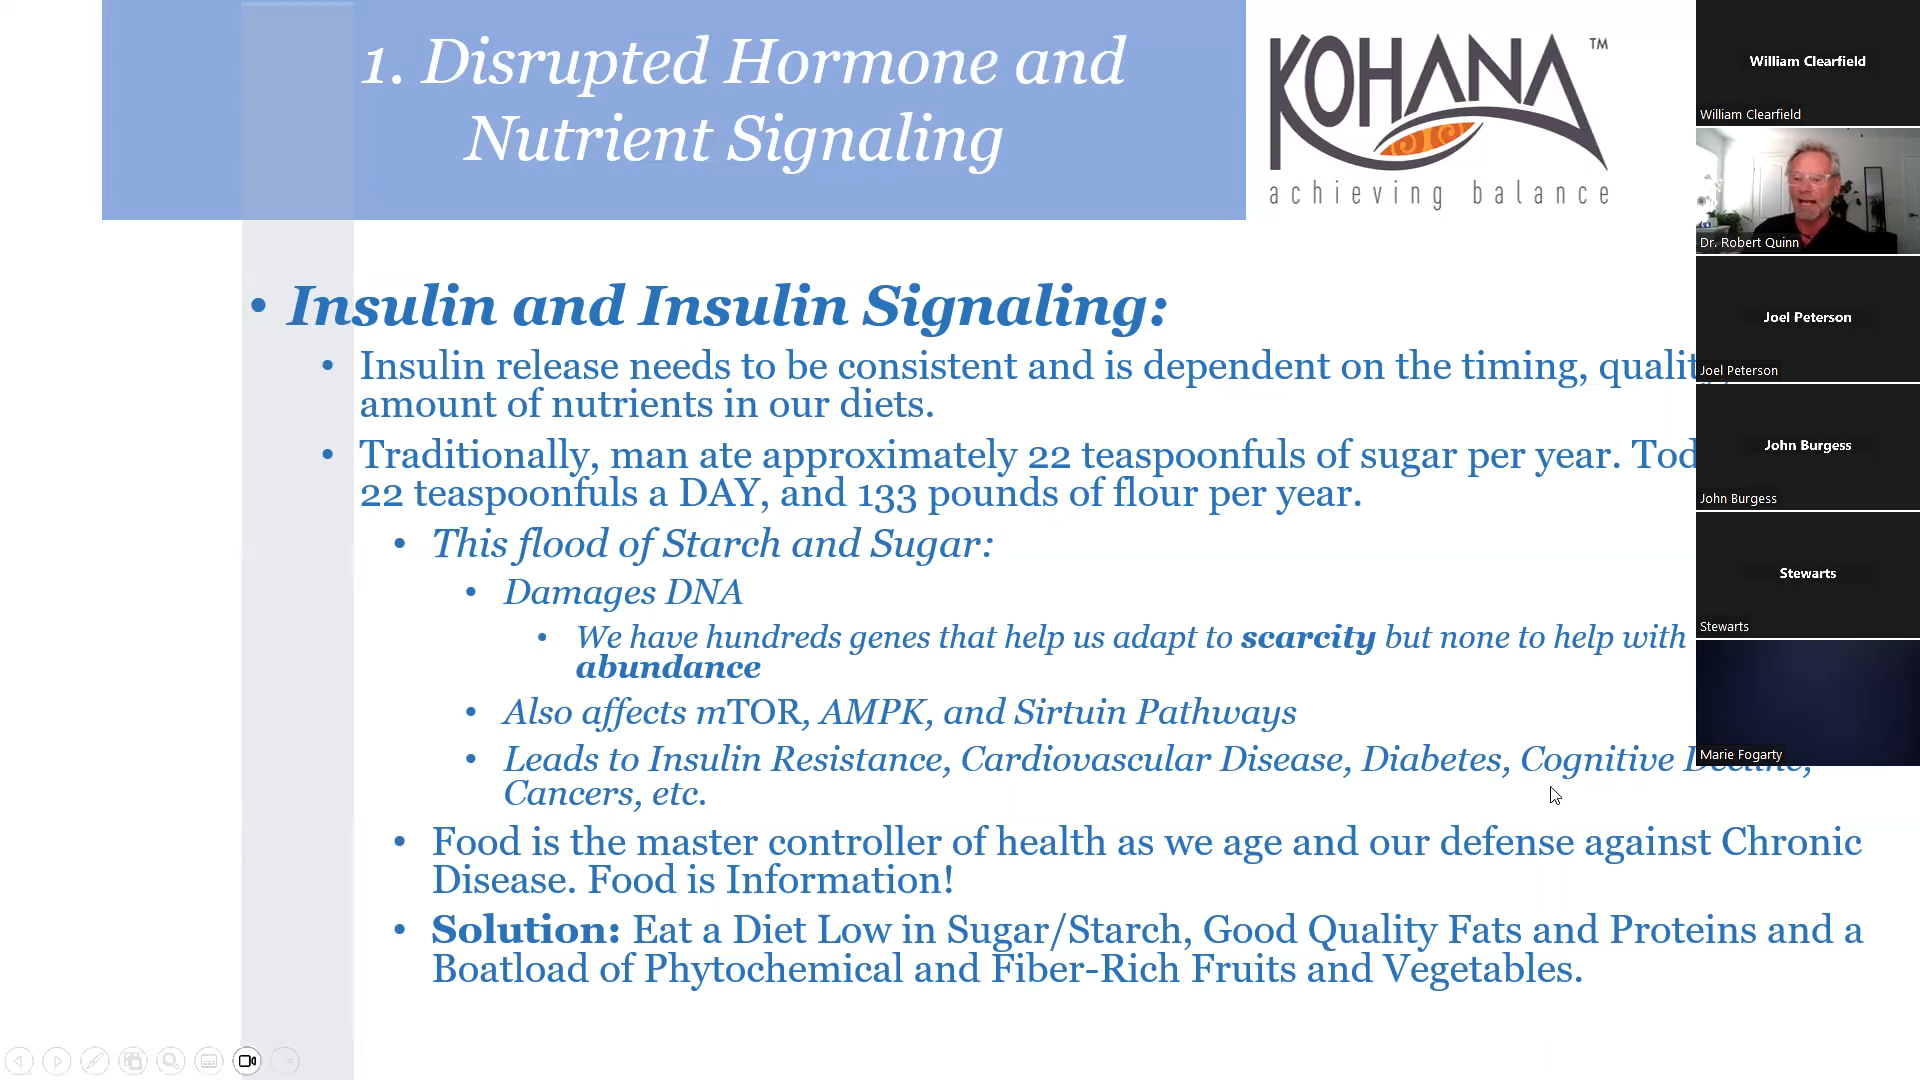 1. Disrupted Hormone and
Nutrient Signaling
KOHANA™
achieving balance
• Insulin and Insulin Signaling:
• Insulin release needs to be consistent and is dependent on the timing,
amount of nutrients in our diets.
• Traditionally, man ate approximately 22 teaspoonfuls of sugar per year.
22 teaspoonfuls a DAY, and 133 pounds of flour per year.
• This flood of Starch and Sugar:
• Damages DNA
• We have hundreds genes that help us adapt to scarcity but none to help with
abundance
• Also affects mTOR, AMPK, and Sirtuin Pathways
• Leads to Insulin Resistance, Cardiovascular Disease, Diabetes, Cognitive Decline,
Cancers, etc.
• Food is the master controller of health as we age and our defense against Chronic
Disease. Food is Information!
• Solution: Eat a Diet Low in Sugar/Starch, Good Quality Fats and Proteins and a
Boatload of Phytochemical and Fiber-Rich Fruits and Vegetables.
William Clearfield
William Clearfield
Dr. Robert Quinn
Joel Peterson
Joel Peterson
John Burgess
John Burgess
Stewarts
Stewarts
Marie Fogarty